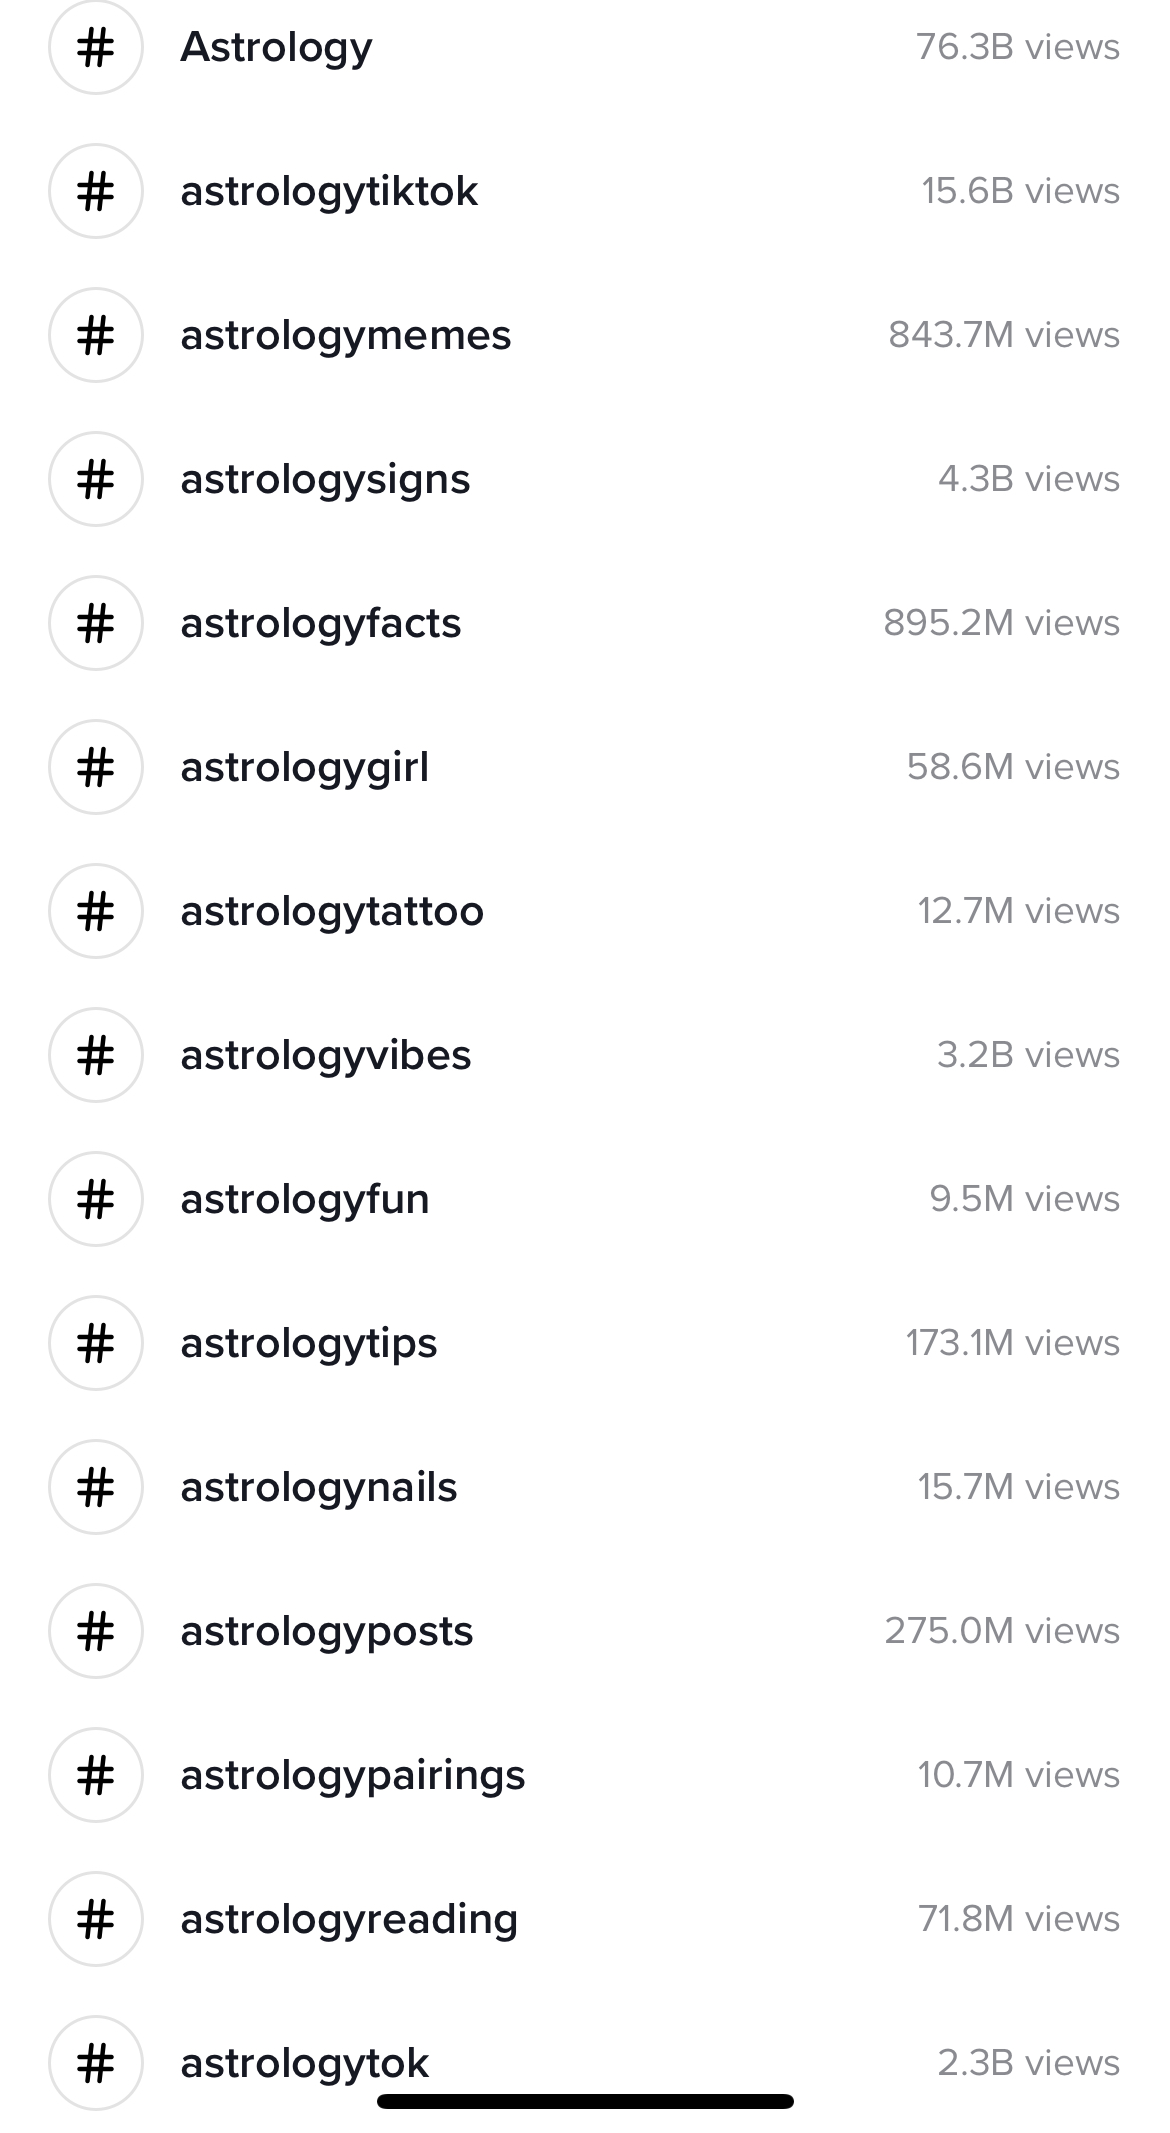 # Astrology 76.3B views
# astrologytiktok 15.6B views
# astrologymemes 843.7M views
# astrologysigns 4.3B views
# astrologyfacts 895.2M views
# astrologygirl 58.6M views
# astrologytattoo 12.7M views
# astrologyvibes 3.2B views
# astrologyfun 9.5M views
# astrologytips 173.1M views
# astrologynails 15.7M views
# astrologyposts 275.0M views
# astrologypairings 10.7M views
# astrologyreading 71.8M views
# astrologytok 2.3B views